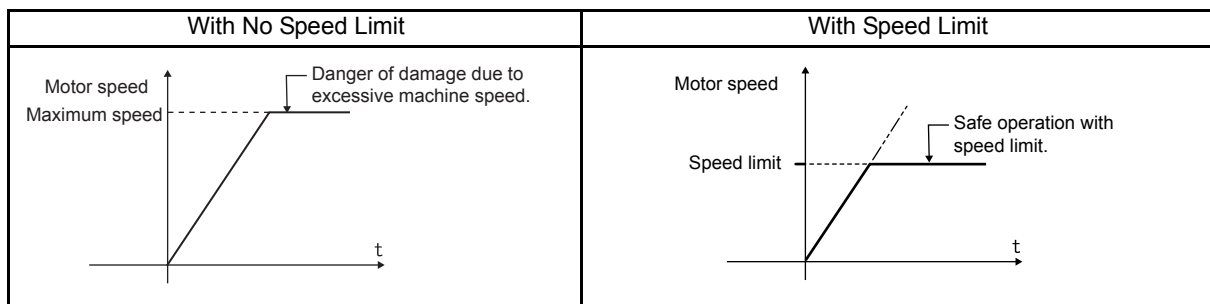 With No Speed Limit
With Speed Limit
Motor speed
Maximum speed
Danger of damage due to
excessive machine speed.
t
Motor speed
Speed limit
Safe operation with
speed limit.
t